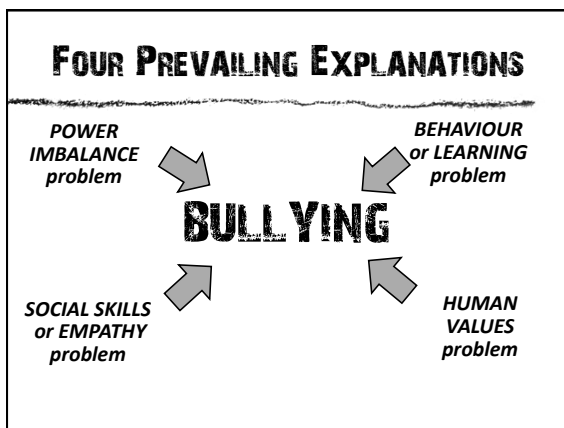 FOUR PREVAILING EXPLANATIONS
POWER
IMBALANCE
problem
BEHAVIOUR
or LEARNING
problem
BULLYING
SOCIAL SKILLS
or EMPATHY
problem
HUMAN
VALUES
problem